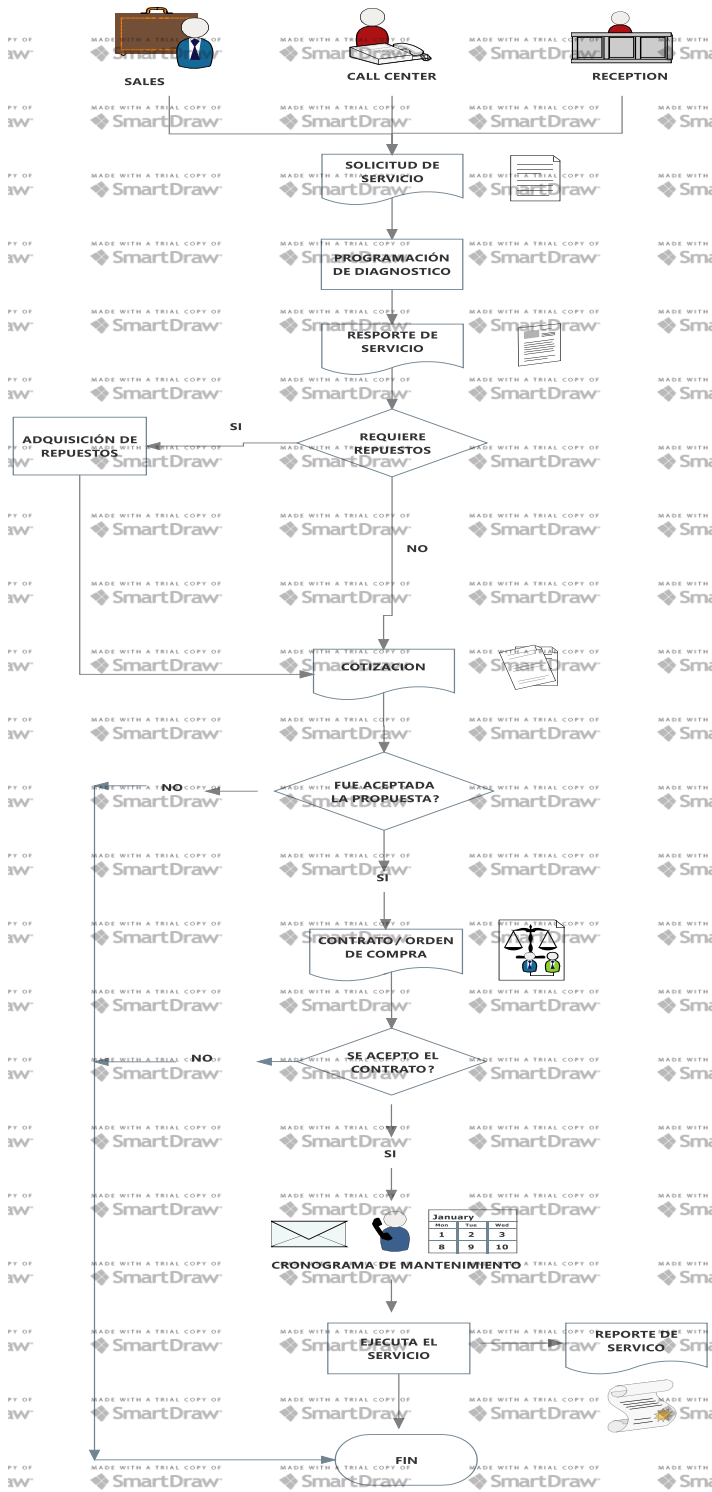 SALES
CALL CENTER
RECEPTION
SOLICITUD DE
SERVICIO
PROGRAMACIÓN
DE DIAGNOSTICO
RESPORTE DE
SERVICIO
SI
REQUIERE
REPUESTOS
ADQUISICIÓN DE
REPUESTOS
NO
COTIZACION
FUE ACEPTADA
LA PROPUESTA?
NO
SI
CONTRATO/ ORDEN
DE COMPRA
SE ACEPTO EL
CONTRATO?
NO
SI
January
Mon Tue Wed
1 2 3
8 9 10
CRONOGRAMA DE MANTENIMIENTO
EJECUTA EL
SERVICIO
REPORTE DE
SERVICO
FIN
MADE WITH A TRIAL COPY OF
SmartDraw